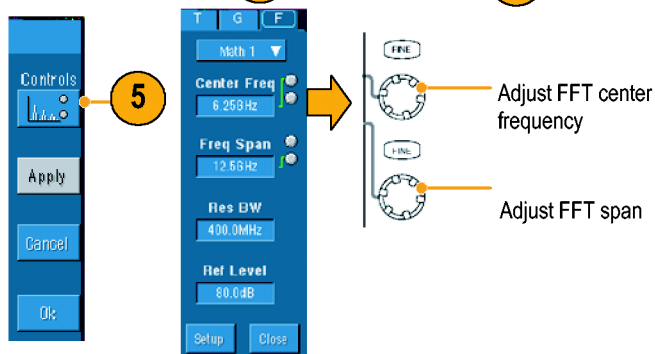 Controls
5
Apply
Cancel
Ok
T G F
Math 1
Center Freq
6.25GHz
Freq Span
12.5GHz
Res BW
400.0MHz
Ref Level
80.0dB
Setup Close
FINE
Adjust FFT center
frequency
FINE
Adjust FFT span